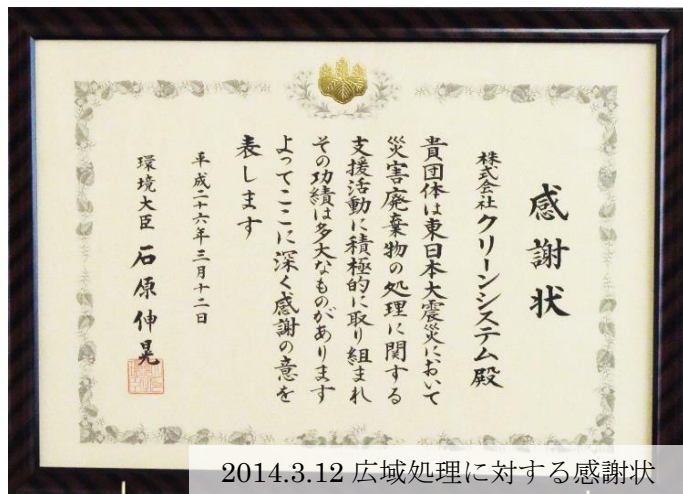 感謝状
株式会社クリーンシステム殿
貴団体は東日本大震災において
災害廃棄物の処理に関する
支援活動に積極的に取り組まれ
その功績は多大なものがあります
よってここに深く感謝の意を
表します
平成二十六年三月十二日
環境大臣 石原伸晃
2014.3.12 広域処理に対する感謝状